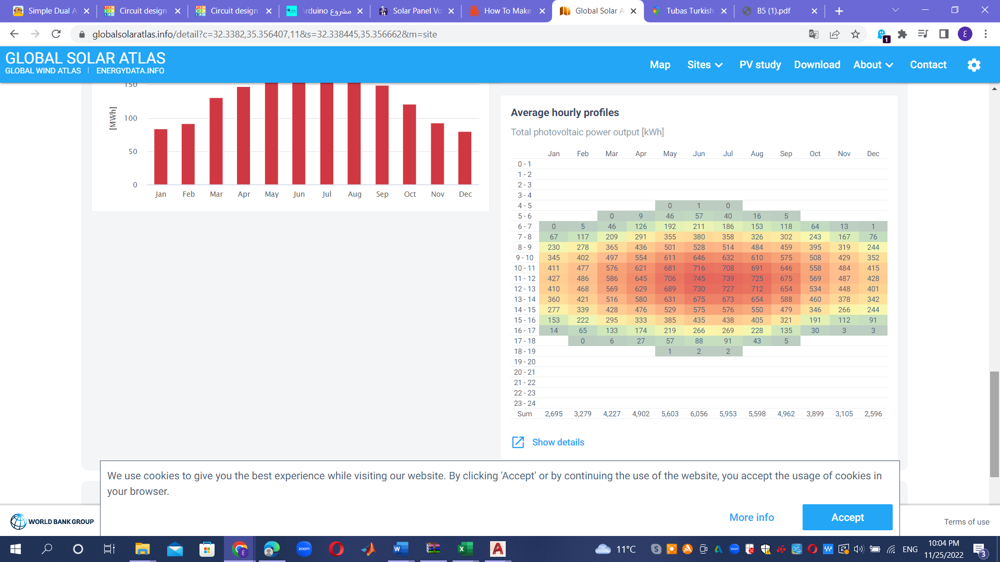 Simple Dual A
Circuit design
Circuit design
مشروع Arduino
Solar Panel Vo
How To Make
Global Solar A
Tubas Turkish
B5 (1).pdf
globalsolaratlas.info/detail?c=32.3382,35.356407,11&s=32.338445,35.356662&m=site
1
ع
GLOBAL SOLAR ATLAS
GLOBAL WIND ATLAS | ENERGYDATA.INFO
Map Sites PV study Download About Contact
[MWh]
150
100
50
0
Jan Feb Mar Apr May Jun Jul Aug Sep Oct Nov Dec
Average hourly profiles
Total photovoltaic power output [kWh]
Jan Feb Mar Apr May Jun Jul Aug Sep Oct Nov Dec
0 - 1
1 - 2
2 - 3
3 - 4
4 - 5 0 1 0
5 - 6 0 9 46 57 40 16 5
6 - 7 0 5 46 126 192 211 186 153 118 64 13 1
7 - 8 67 117 209 291 355 380 358 326 302 243 167 76
8 - 9 230 278 365 436 501 528 514 484 459 395 319 244
9 - 10 345 402 497 554 611 646 632 610 575 508 429 352
10 - 11 411 477 576 621 681 716 708 691 646 558 484 415
11 - 12 427 486 586 645 706 745 739 725 675 569 487 428
12 - 13 410 468 569 629 689 730 727 712 654 534 448 401
13 - 14 360 421 516 580 631 675 673 654 588 460 378 342
14 - 15 277 339 428 476 529 575 576 550 479 346 266 244
15 - 16 153 222 295 333 385 435 438 405 321 191 112 91
16 - 17 14 65 133 174 219 266 269 228 135 30 3 3
17 - 18 0 6 27 57 88 91 43 5
18 - 19 1 2 2
19 - 20
20 - 21
21 - 22
22 - 23
23 - 24
Sum 2,695 3,279 4,227 4,902 5,603 6,056 5,953 5,598 4,962 3,899 3,105 2,596
Show details
We use cookies to give you the best experience while visiting our website. By clicking 'Accept' or by continuing the use of the website, you accept the usage of cookies in
your browser.
More info
Accept
WORLD BANK GROUP
Terms of use
zoom
11°C
ENG
10:04 PM
11/25/2022
3